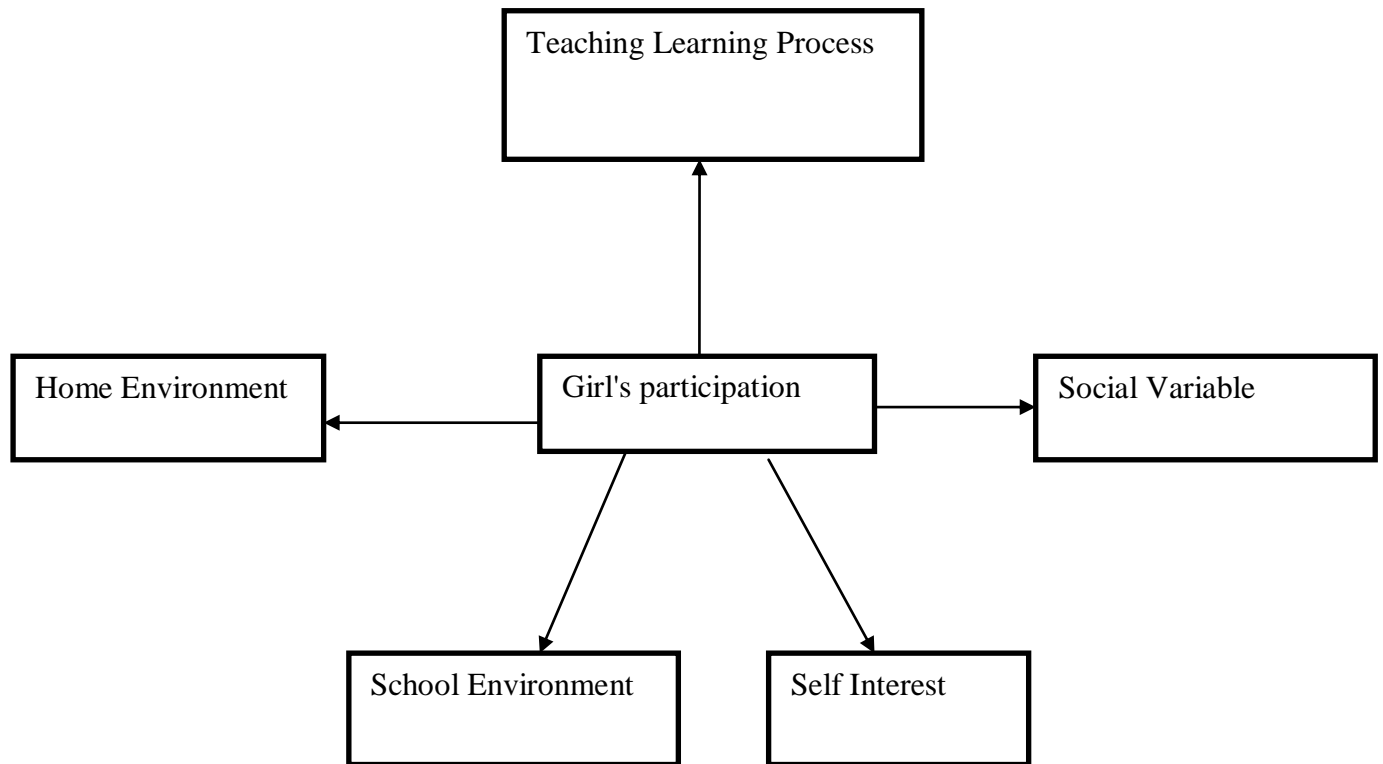 Teaching Learning Process
Home Environment
Girl's participation
Social Variable
School Environment
Self Interest